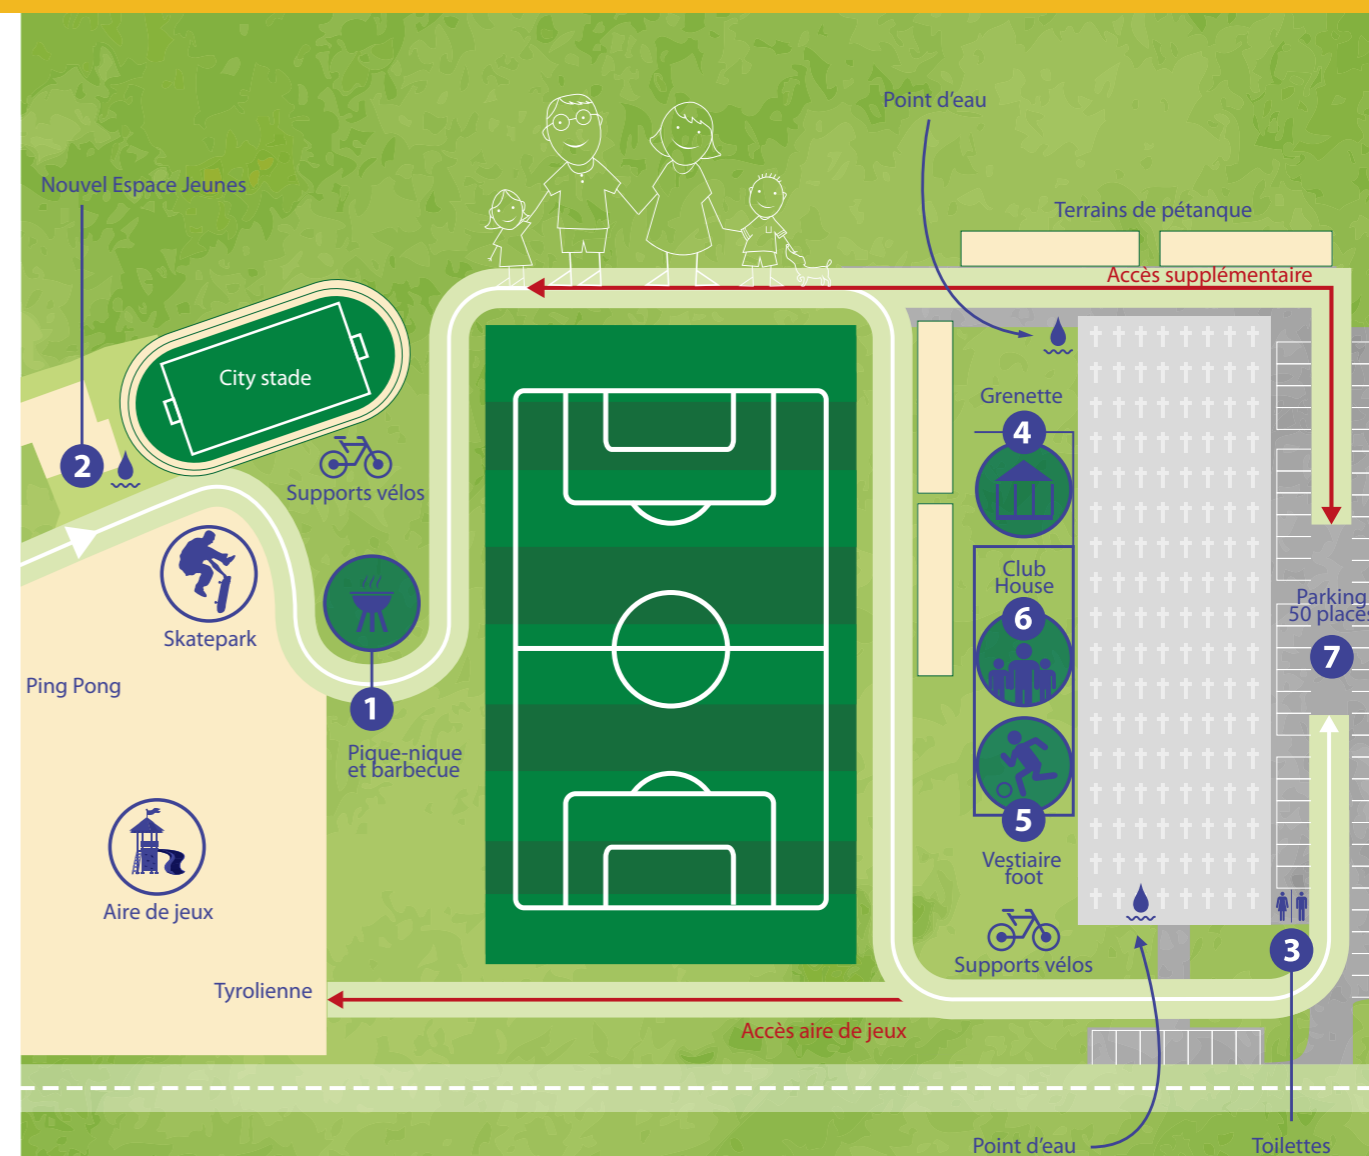 Point d'eau
Nouvel Espace Jeunes
Terrains de pétanque
Accès supplémentaire
City stade
Grenette
4
2
Supports vélos
Club
House
6
Parking
50 places
7
Skatepark
Ping Pong
1
Pique-nique
et barbecue
5
Vestiaire
foot
Aire de jeux
3
Supports vélos
Tyrolienne
Accès aire de jeux
Point d'eau
Toilettes